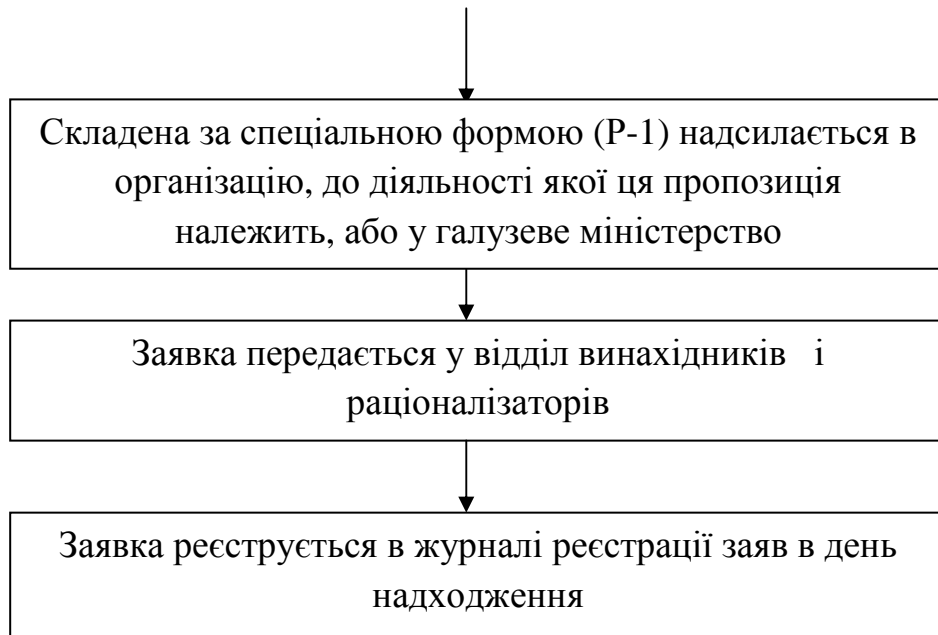 Складена за спеціальною формою (Р-1) надсилається в
організацію, до діяльності якої ця пропозиція
належить, або у галузеве міністерство
Заявка передається у відділ винахідників і
раціоналізаторів
Заявка реєструється в журналі реєстрації заяв в день
надходження